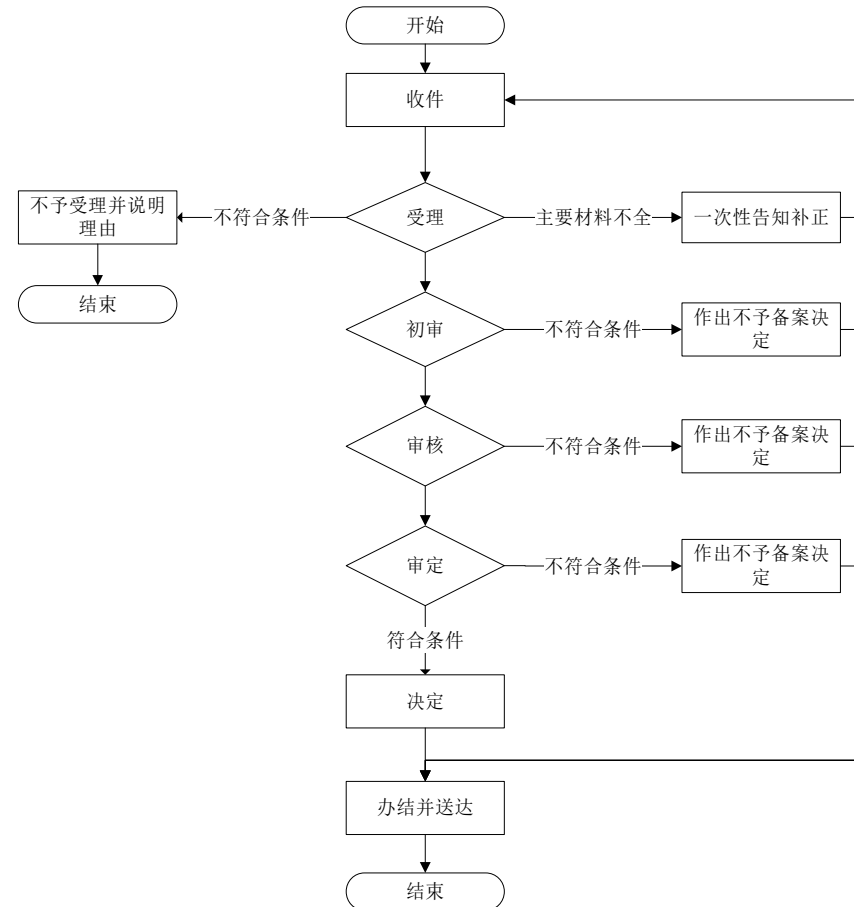 开始
收件
不予受理并说明
理由
不符合条件
受理
主要材料不全
一次性告知补正
结束
初审
不符合条件
作出不予备案决
定
审核
不符合条件
作出不予备案决
定
审定
不符合条件
作出不予备案决
定
符合条件
决定
办结并送达
结束